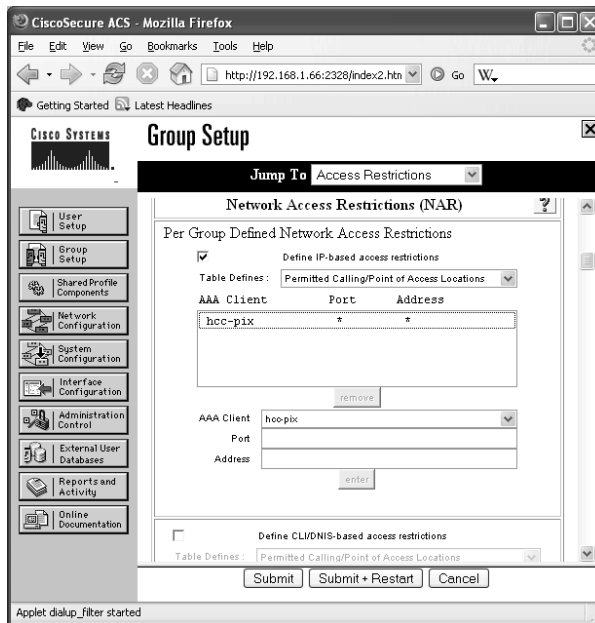 CiscoSecure ACS - Mozilla Firefox
File Edit View Go Bookmarks Tools Help
http://192.168.1.66:2328/index2.htn Go W.
Getting Started Latest Headlines
CISCO SYSTEMS
Group Setup
Jump To Access Restrictions
User Setup
Group Setup
Shared Profile Components
Network Configuration
System Configuration
Interface Configuration
Administration Control
External User Databases
Reports and Activity
Online Documentation
Network Access Restrictions (NAR) ?
Per Group Defined Network Access Restrictions
Define IP-based access restrictions
Table Defines : Permitted Calling/Point of Access Locations
AAA Client Port Address
hcc-pix * *
remove
AAA Client hcc-pix
Port
Address
enter
Define CLI/DNIS-based access restrictions
Table Defines : Permitted Calling/Point of Access Locations
Submit Submit + Restart Cancel
Applet dialup_filter started